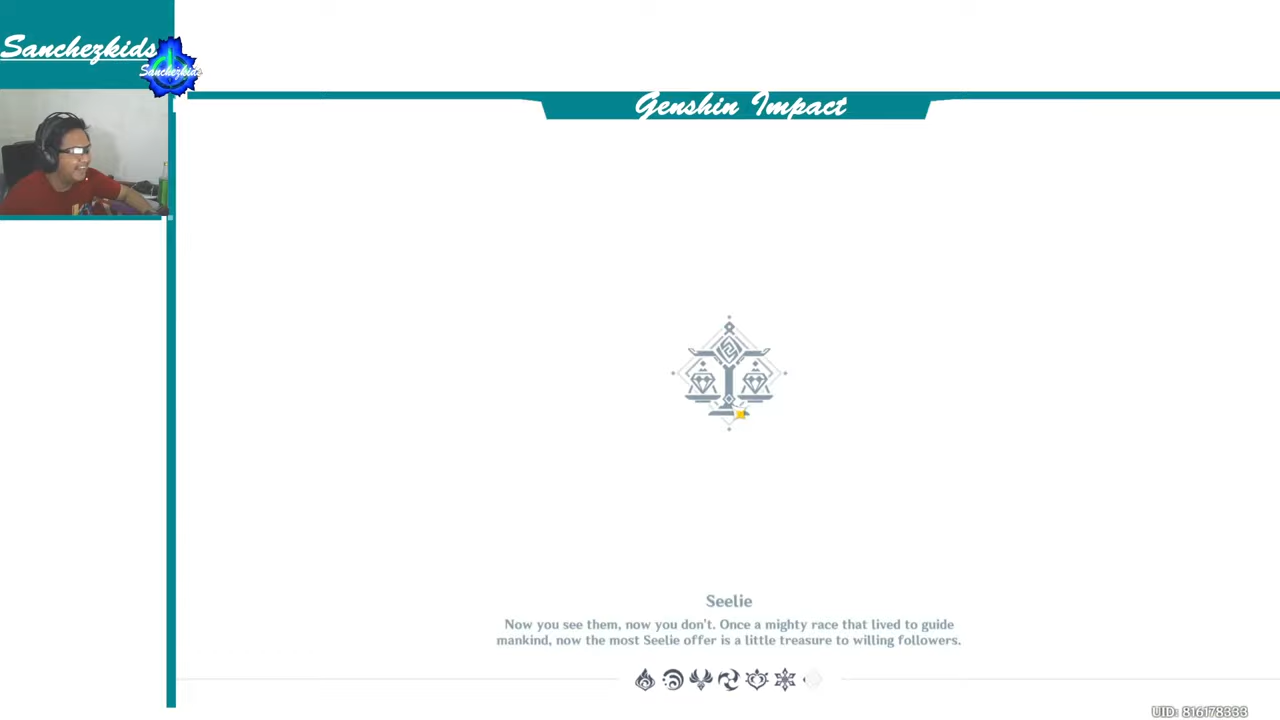 Sanchezkids
Sanchezkids
Genshin Impact
Seelie
Now you see them, now you don't. Once a mighty race that lived to guide
mankind, now the most Seelie offer is a little treasure to willing followers.
UID: 816178333